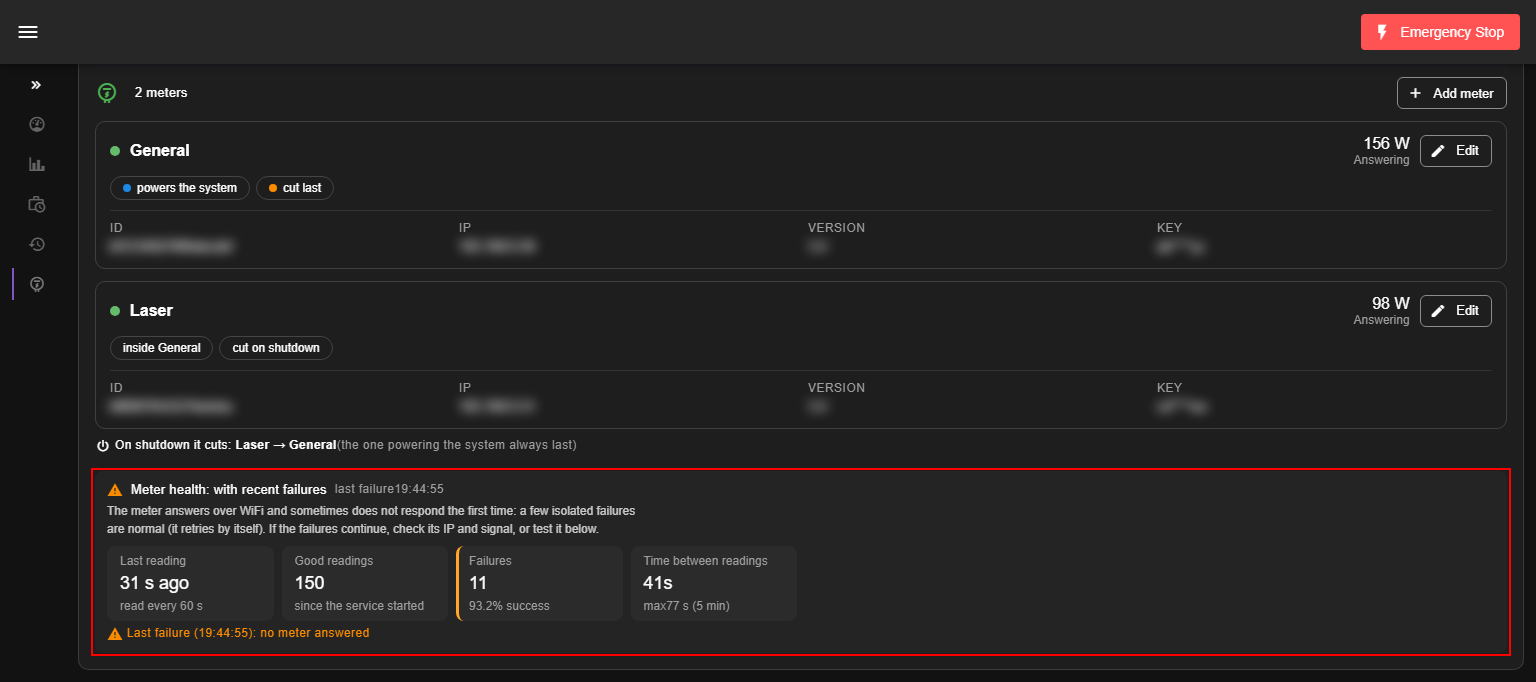 Emergency Stop
2 meters
Add meter
General
156 W
Answering
Edit
powers the system
cut last
ID
IP
VERSION
KEY
Laser
98 W
Answering
Edit
inside General
cut on shutdown
ID
IP
VERSION
KEY
On shutdown it cuts: Laser → General(the one powering the system always last)
Meter health: with recent failures last failure19:44:55
The meter answers over WiFi and sometimes does not respond the first time: a few isolated failures
are normal (it retries by itself). If the failures continue, check its IP and signal, or test it below.
Last reading
31 s ago
read every 60 s
Good readings
150
since the service started
Failures
11
93.2% success
Time between readings
41s
max77 s (5 min)
Last failure (19:44:55): no meter answered